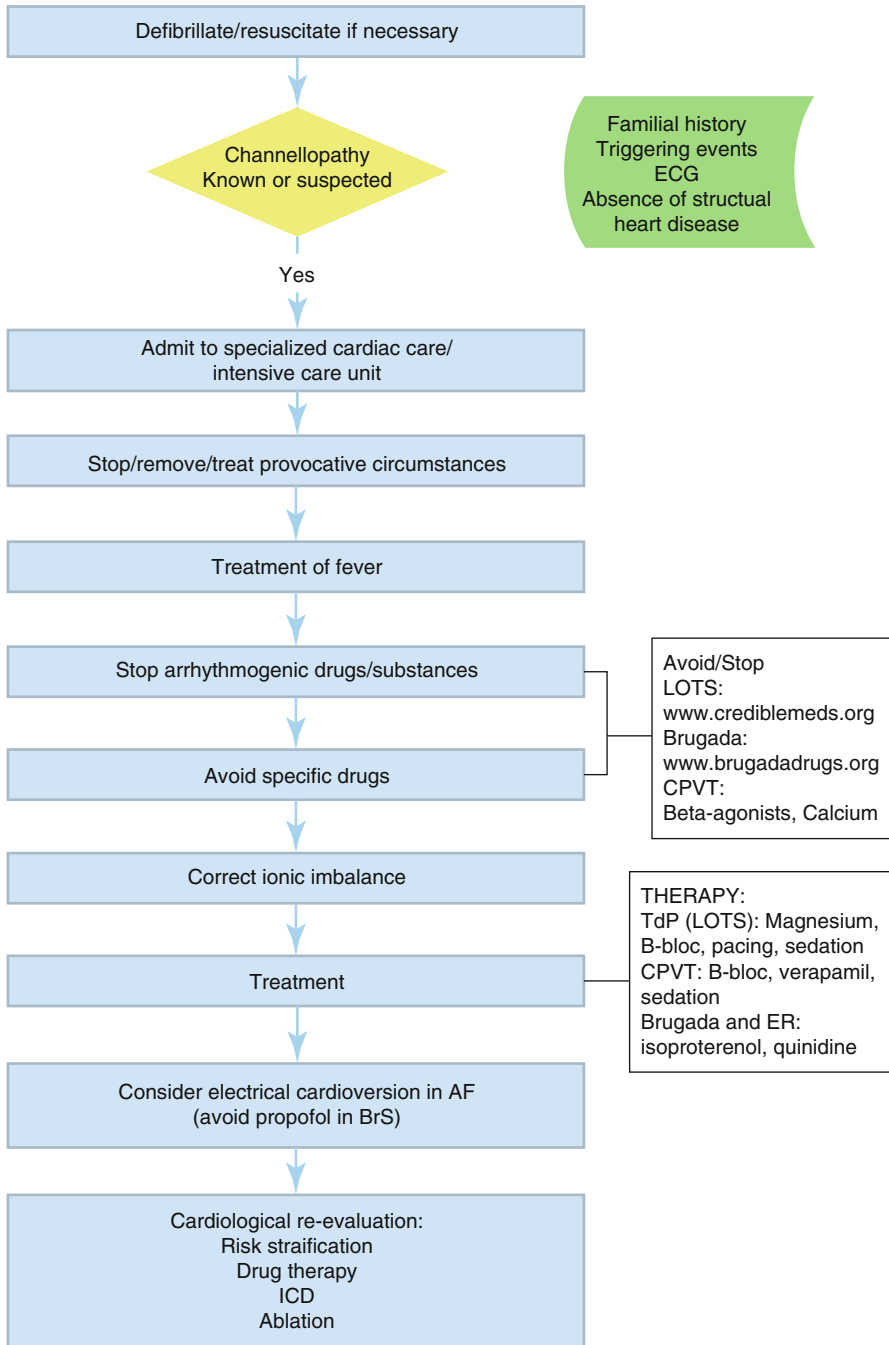 Defibrillate/resuscitate if necessary
Channellopathy
Known or suspected
Familial history
Triggering events
ECG
Absence of structual
heart disease
Yes
Admit to specialized cardiac care/
intensive care unit
Stop/remove/treat provocative circumstances
Treatment of fever
Stop arrhythmogenic drugs/substances
Avoid specific drugs
Avoid/Stop
LOTS:
www.crediblemeds.org
Brugada:
www.brugadadrugs.org
CPVT:
Beta-agonists, Calcium
Correct ionic imbalance
Treatment
THERAPY:
TdP (LOTS): Magnesium,
B-bloc, pacing, sedation
CPVT: B-bloc, verapamil,
sedation
Brugada and ER:
isoproterenol, quinidine
Consider electrical cardioversion in AF
(avoid propofol in BrS)
Cardiological re-evaluation:
Risk straification
Drug therapy
ICD
Ablation